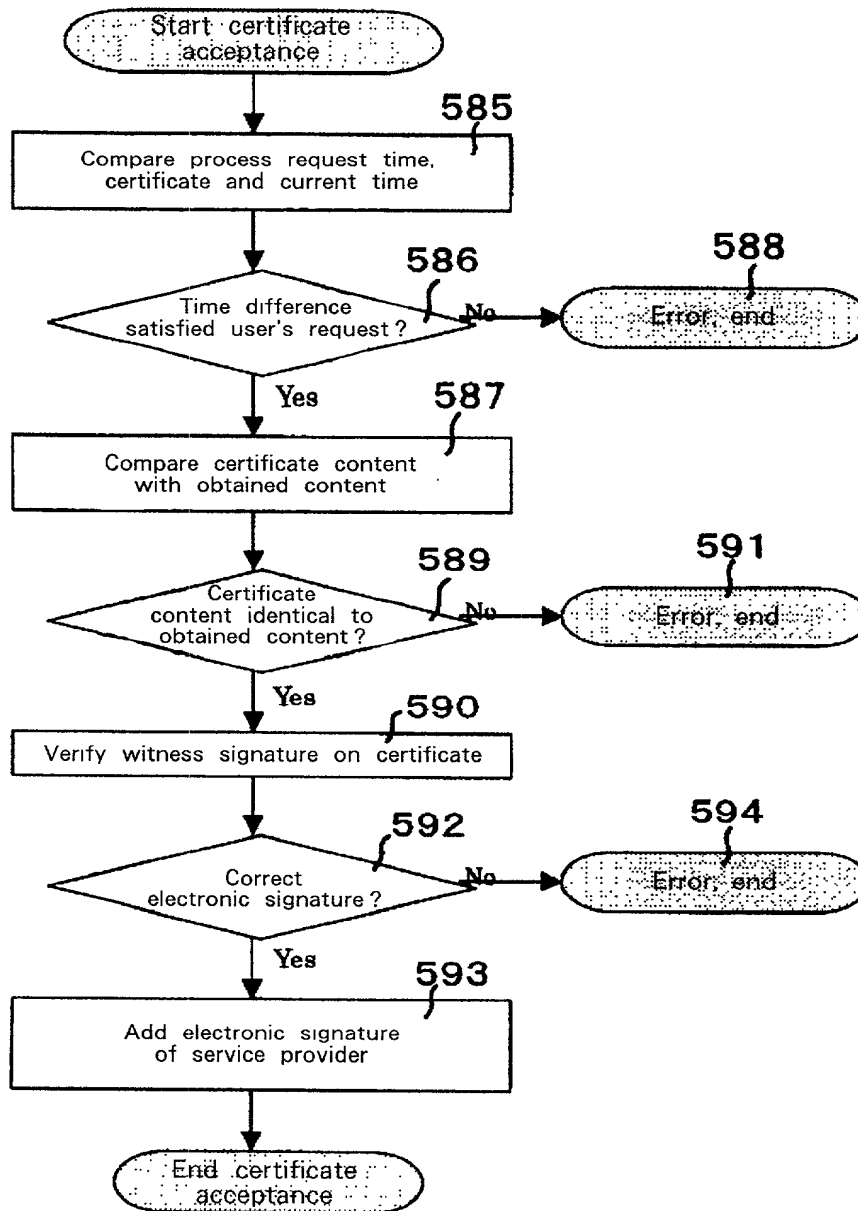 Start certificate
acceptance
585
Compare process request time,
certificate and current time
586
588
Time difference
satisfied user's request?
No
Error, end
Yes
587
Compare certificate content
with obtained content
589
591
Certificate
content identical to
obtained content?
No
Error, end
Yes
590
Verify witness signature on certificate
592
594
Correct
electronic signature?
No
Error, end
Yes
593
Add electronic signature
of service provider
End certificate
acceptance